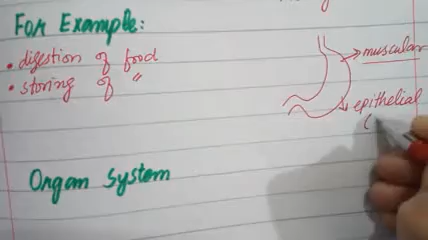 FOR Example:
• digestion of food
• storing of "
muscular
epithelial
(
Organ System